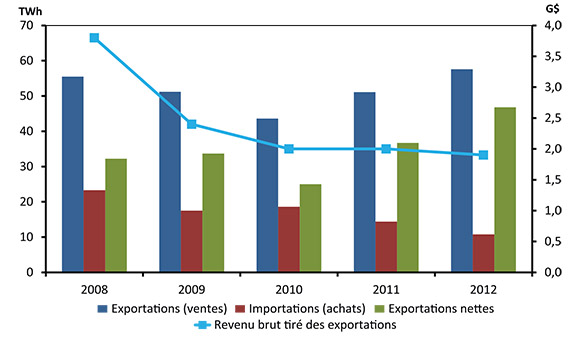 TWh G$
70 4,0
60 3,5
50 3,0
40 2,5
30 2,0
20 1,5
10 1,0
0 0,5
0,0
2008 2009 2010 2011 2012
Exportations (ventes) Importations (achats) Exportations nettes
Revenu brut tiré des exportations